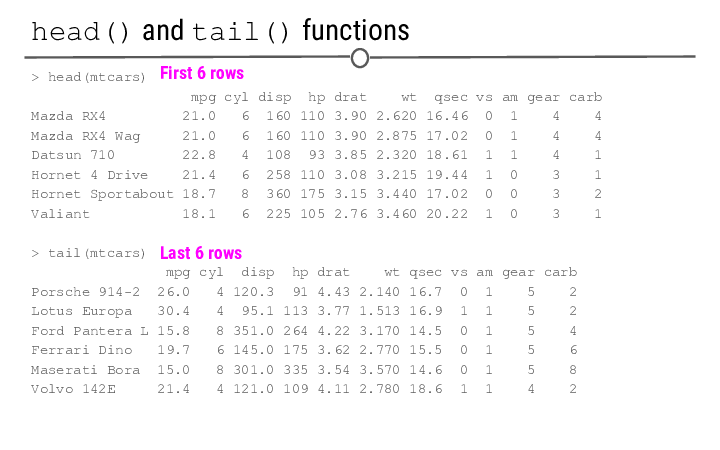 head() and tail() functions
> head(mtcars) First 6 rows
mpg cyl disp hp drat wt qsec vs am gear carb
Mazda RX4 21.0 6 160 110 3.90 2.620 16.46 0 1 4 4
Mazda RX4 Wag 21.0 6 160 110 3.90 2.875 17.02 0 1 4 4
Datsun 710 22.8 4 108 93 3.85 2.320 18.61 1 1 4 1
Hornet 4 Drive 21.4 6 258 110 3.08 3.215 19.44 1 0 3 1
Hornet Sportabout 18.7 8 360 175 3.15 3.440 17.02 0 0 3 2
Valiant 18.1 6 225 105 2.76 3.460 20.22 1 0 3 1
> tail(mtcars) Last 6 rows
mpg cyl disp hp drat wt qsec vs am gear carb
Porsche 914-2 26.0 4 120.3 91 4.43 2.140 16.7 0 1 5 2
Lotus Europa 30.4 4 95.1 113 3.77 1.513 16.9 1 1 5 2
Ford Pantera L 15.8 8 351.0 264 4.22 3.170 14.5 0 1 5 4
Ferrari Dino 19.7 6 145.0 175 3.62 2.770 15.5 0 1 5 6
Maserati Bora 15.0 8 301.0 335 3.54 3.570 14.6 0 1 5 8
Volvo 142E 21.4 4 121.0 109 4.11 2.780 18.6 1 1 4 2